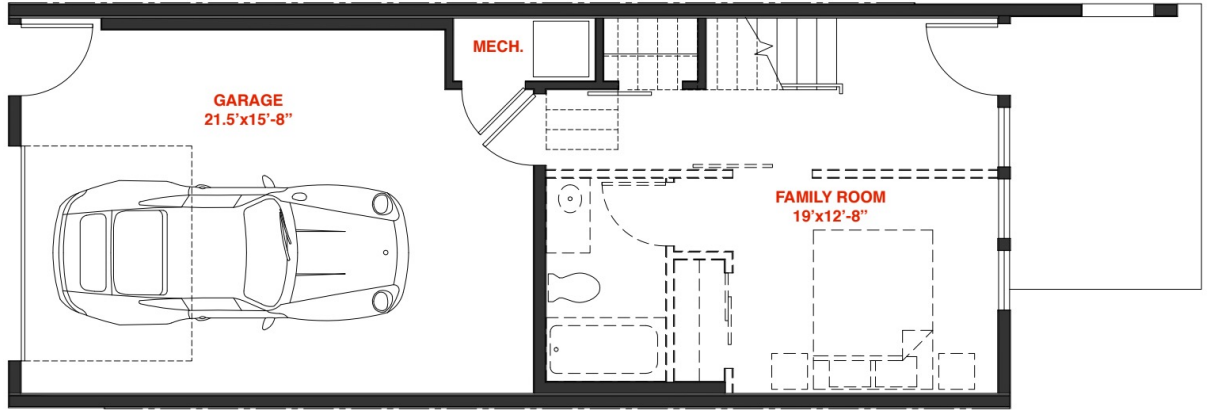 MECH.
GARAGE
21.5'x15'-8"
FAMILY ROOM
19'x12'-8"